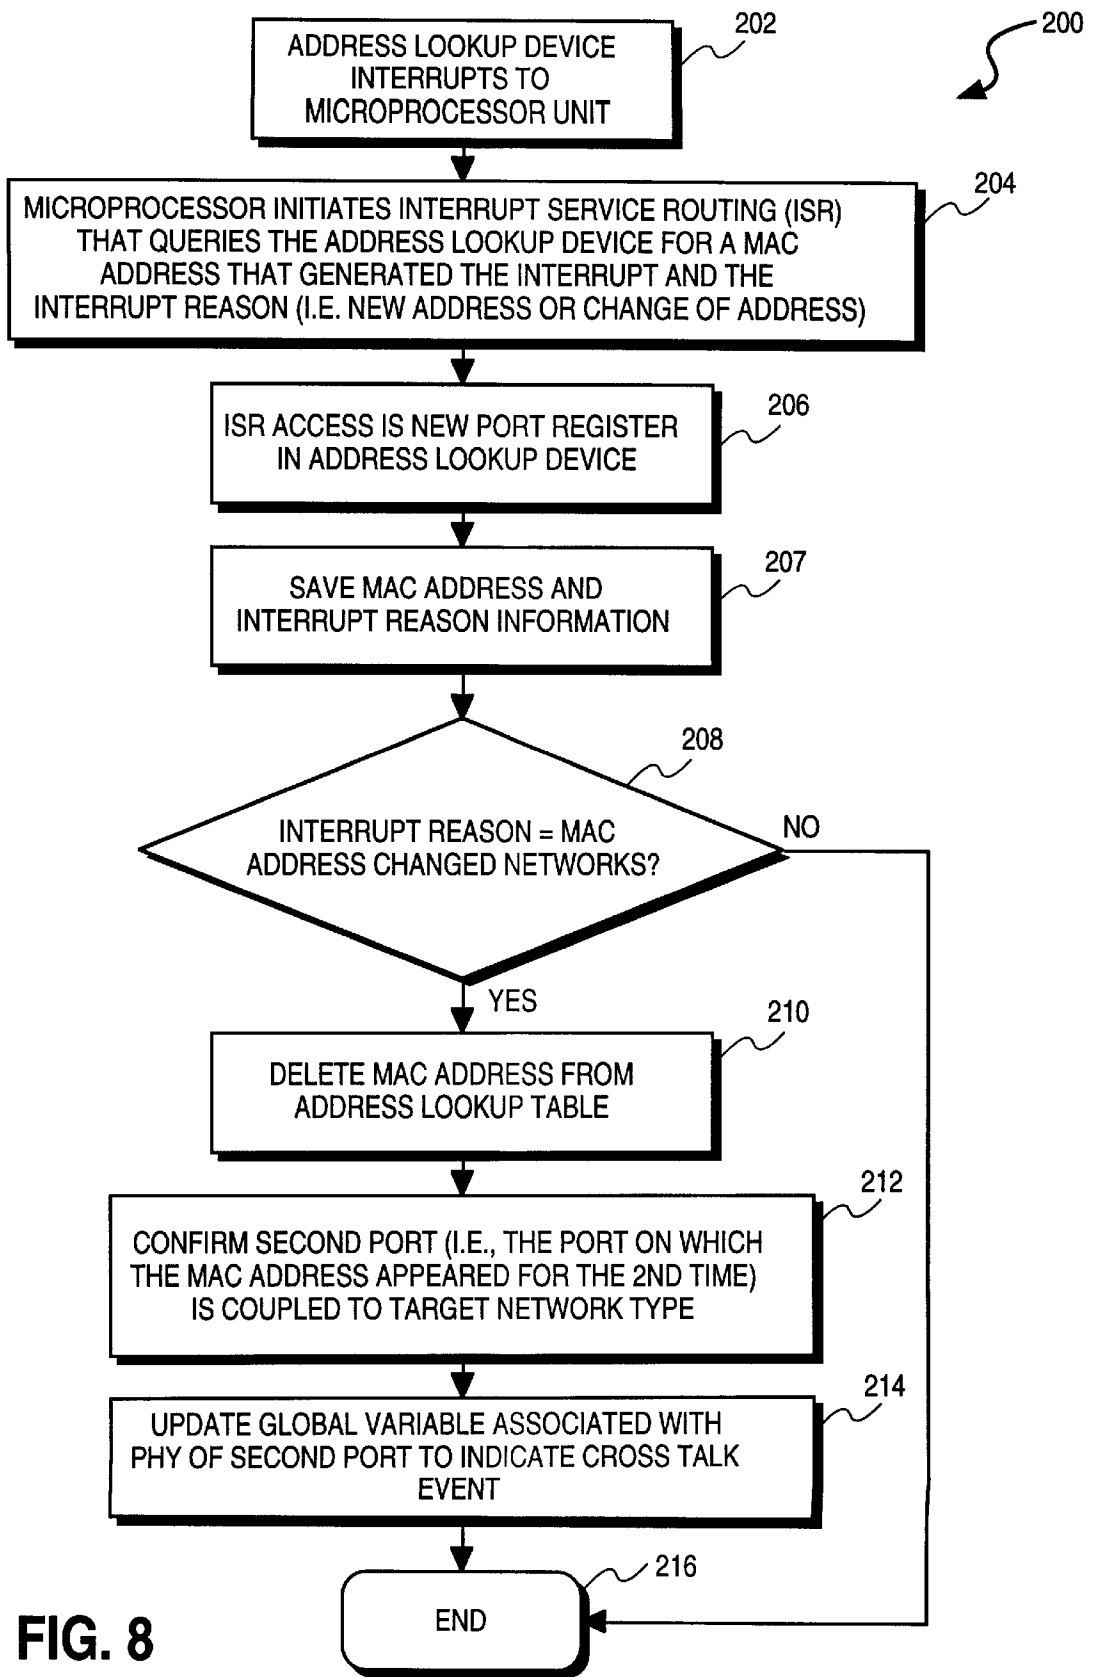 200
202
ADDRESS LOOKUP DEVICE
INTERRUPTS TO
MICROPROCESSOR UNIT
204
MICROPROCESSOR INITIATES INTERRUPT SERVICE ROUTING (ISR)
THAT QUERIES THE ADDRESS LOOKUP DEVICE FOR A MAC
ADDRESS THAT GENERATED THE INTERRUPT AND THE
INTERRUPT REASON (I.E. NEW ADDRESS OR CHANGE OF ADDRESS)
206
ISR ACCESS IS NEW PORT REGISTER
IN ADDRESS LOOKUP DEVICE
207
SAVE MAC ADDRESS AND
INTERRUPT REASON INFORMATION
208
INTERRUPT REASON = MAC
ADDRESS CHANGED NETWORKS?
NO
YES
210
DELETE MAC ADDRESS FROM
ADDRESS LOOKUP TABLE
212
CONFIRM SECOND PORT (I.E., THE PORT ON WHICH
THE MAC ADDRESS APPEARED FOR THE 2ND TIME)
IS COUPLED TO TARGET NETWORK TYPE
214
UPDATE GLOBAL VARIABLE ASSOCIATED WITH
PHY OF SECOND PORT TO INDICATE CROSS TALK
EVENT
216
END
FIG. 8